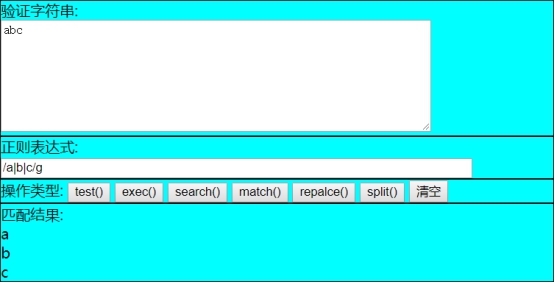 验证字符串:
abc
正则表达式:
/a|b|c/g
操作类型: test() exec() search() match() repalce() split() 清空
匹配结果:
a
b
c